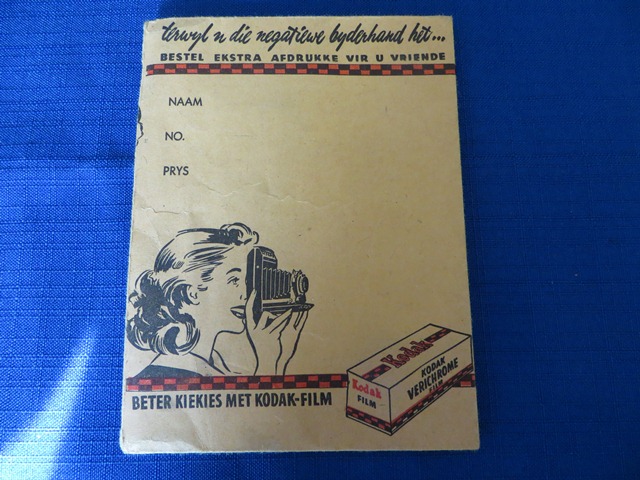 terwyl u die negatiewe byderhand het...
BESTEL EKSTRA AFDRUKKE VIR U VRIENDE
NAAM
NO.
PRYS
Kodak
KODAK
VERICHROME
FILM
Kodak
FILM
BETER KIEKIES MET KODAK-FILM